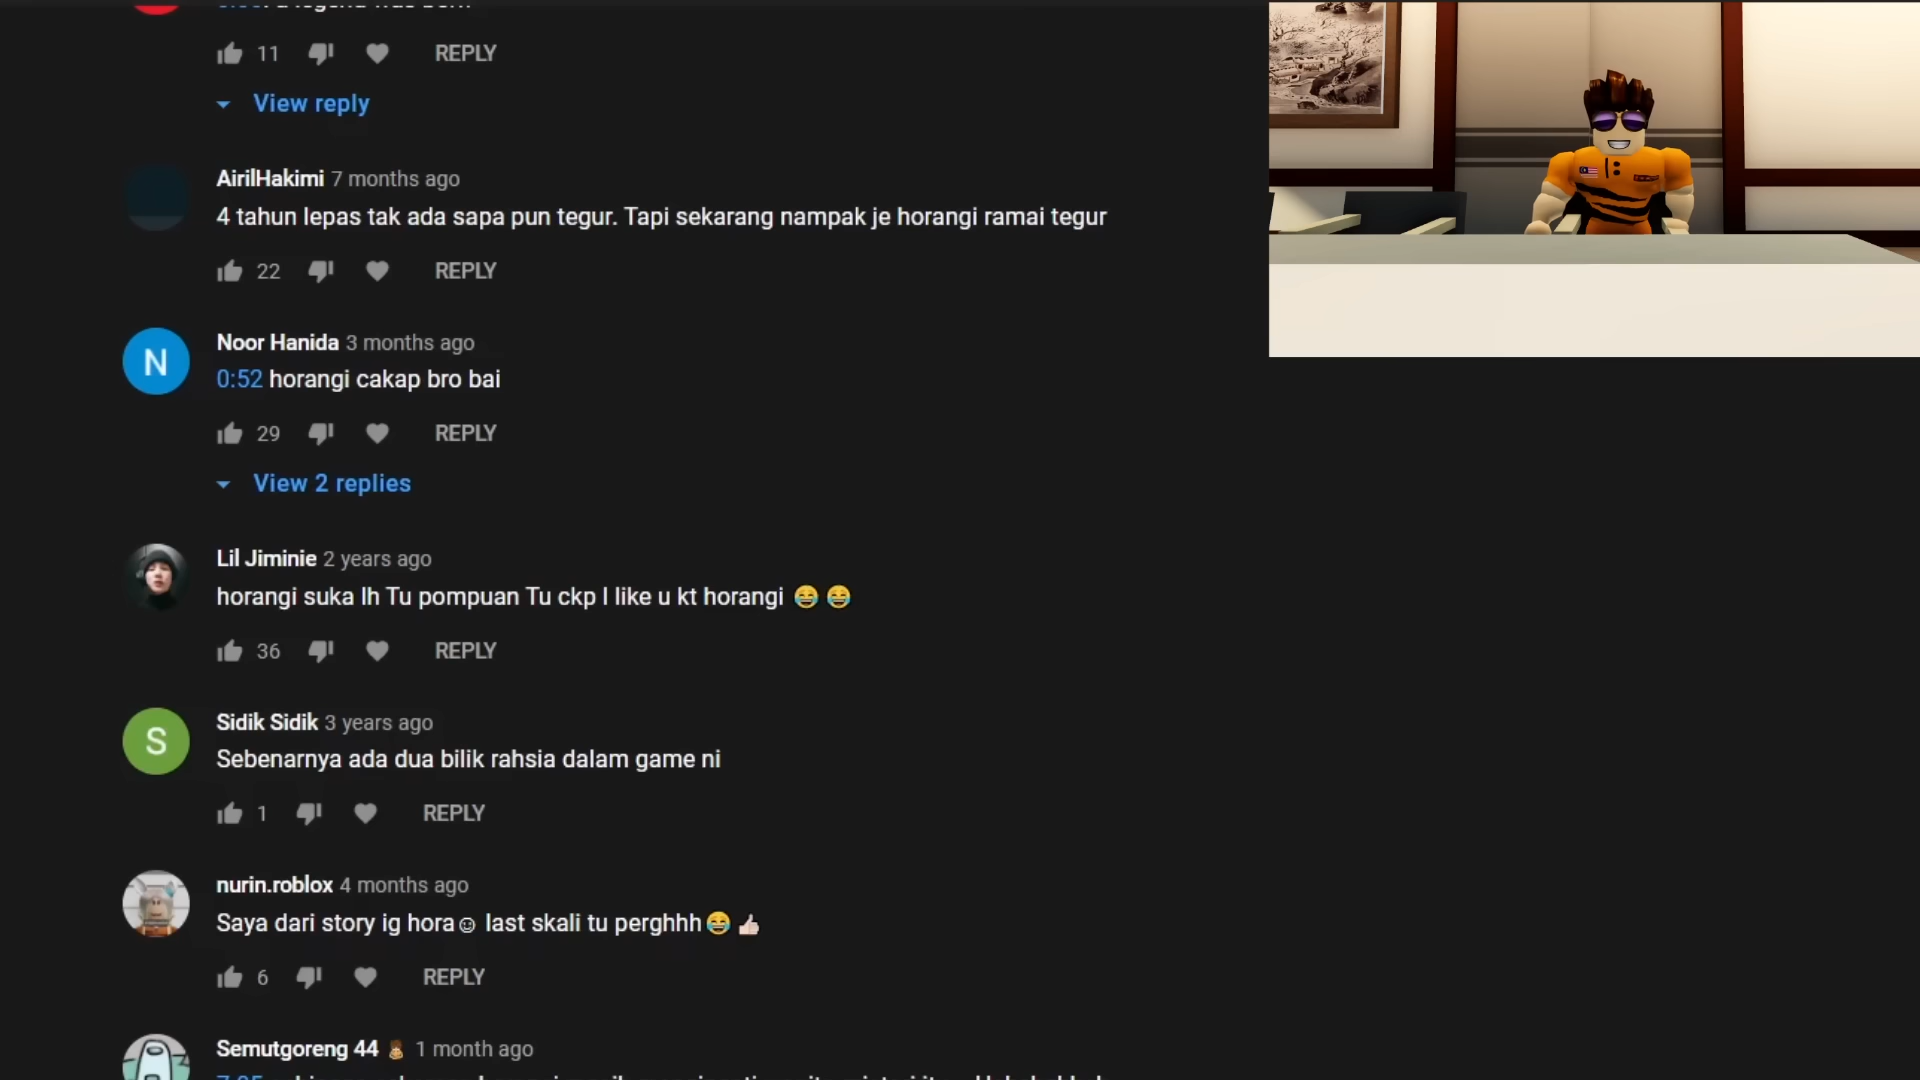 11 REPLY
View reply
AirilHakimi 7 months ago
4 tahun lepas tak ada sapa pun tegur. Tapi sekarang nampak je horangi ramai tegur
22 REPLY
N
Noor Hanida 3 months ago
0:52 horangi cakap bro bai
29 REPLY
View 2 replies
Lil Jiminie 2 years ago
horangi suka lh Tu pompuan Tu ckp I like u kt horangi 😂 😂
36 REPLY
S
Sidik Sidik 3 years ago
Sebenarnya ada dua bilik rahsia dalam game ni
1 REPLY
nurin.roblox 4 months ago
Saya dari story ig hora☺ last skali tu perghhh😂👍🏻
6 REPLY
Semutgoreng 44 1 month ago